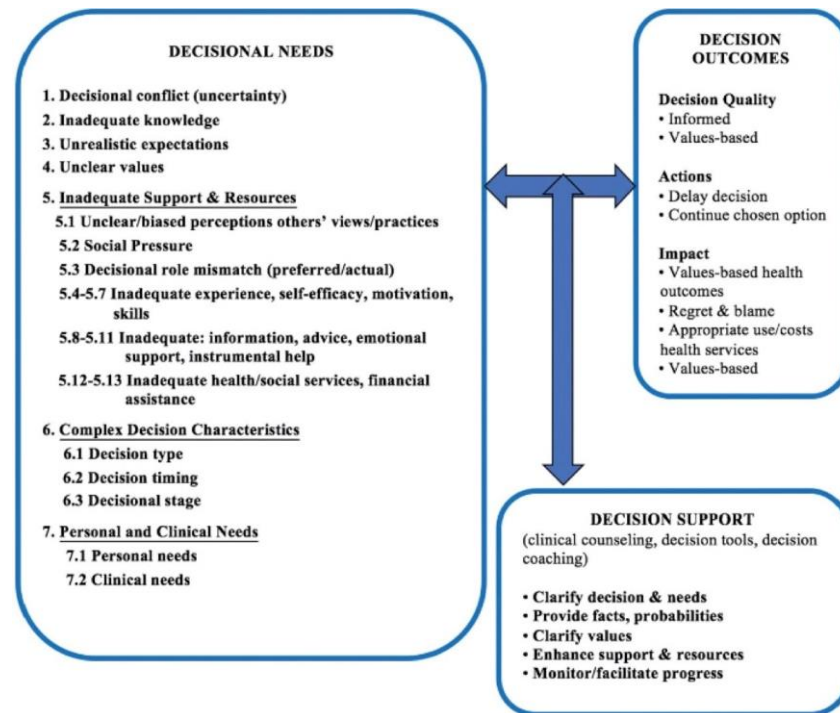 DECISIONAL NEEDS
1. Decisional conflict (uncertainty)
2. Inadequate knowledge
3. Unrealistic expectations
4. Unclear values
5. Inadequate Support & Resources
5.1 Unclear/biased perceptions others' views/practices
5.2 Social Pressure
5.3 Decisional role mismatch (preferred/actual)
5.4-5.7 Inadequate experience, self-efficacy, motivation,
skills
5.8-5.11 Inadequate: information, advice, emotional
support, instrumental help
5.12-5.13 Inadequate health/social services, financial
assistance
6. Complex Decision Characteristics
6.1 Decision type
6.2 Decision timing
6.3 Decisional stage
7. Personal and Clinical Needs
7.1 Personal needs
7.2 Clinical needs
DECISION
OUTCOMES
Decision Quality
• Informed
• Values-based
Actions
• Delay decision
• Continue chosen option
Impact
• Values-based health
outcomes
• Regret & blame
• Appropriate use/costs
health services
• Values-based
DECISION SUPPORT
(clinical counseling, decision tools, decision
coaching)
• Clarify decision & needs
• Provide facts, probabilities
• Clarify values
• Enhance support & resources
• Monitor/facilitate progress